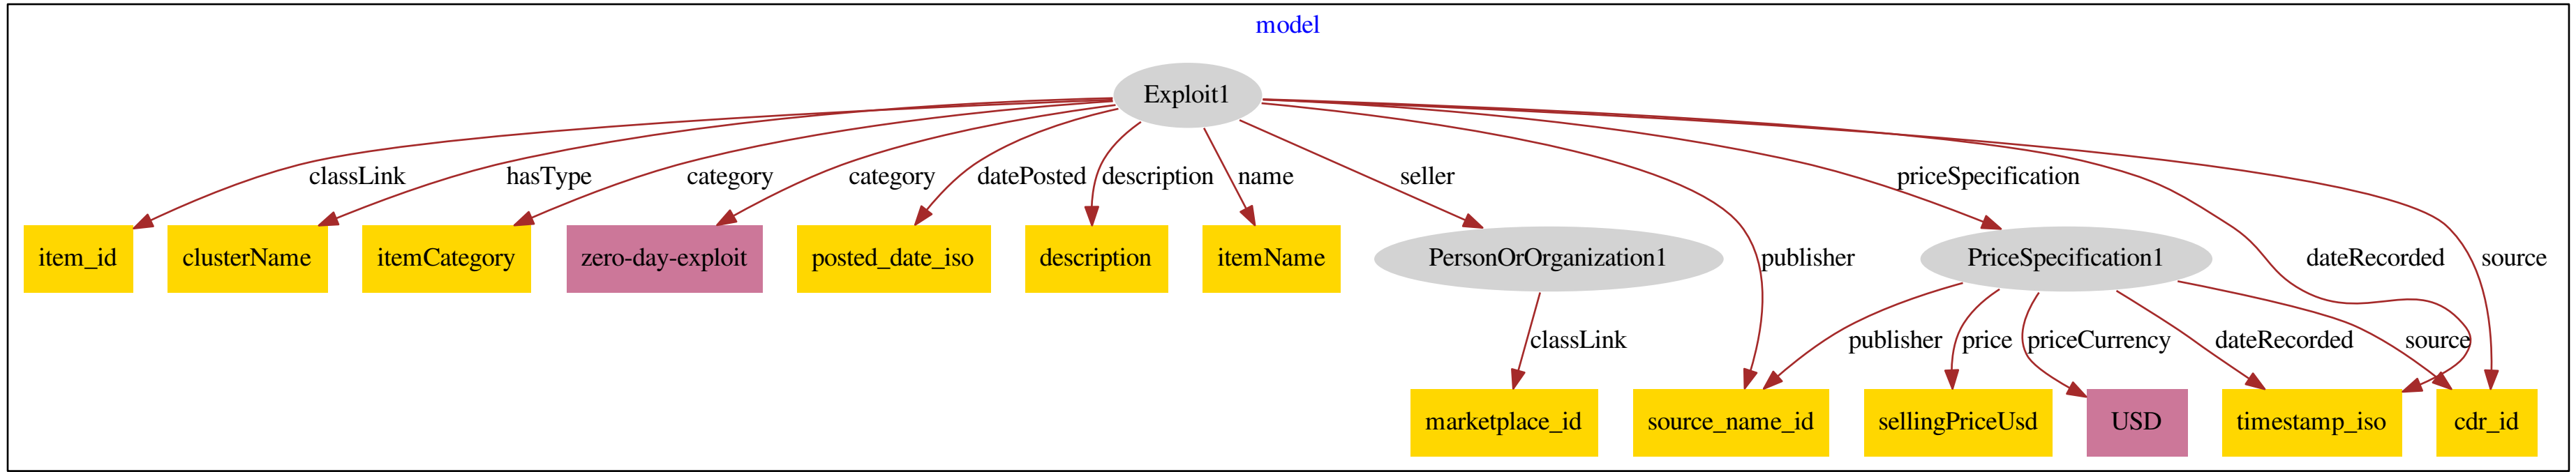 model
Exploit1
classLink
hasType
category
category
datePosted
description
name
seller
priceSpecification
item_id
clusterName
itemCategory
zero-day-exploit
posted_date_iso
description
itemName
PersonOrOrganization1
publisher
PriceSpecification1
dateRecorded
source
classLink
publisher
price
priceCurrency
dateRecorded
source
marketplace_id
source_name_id
sellingPriceUsd
USD
timestamp_iso
cdr_id